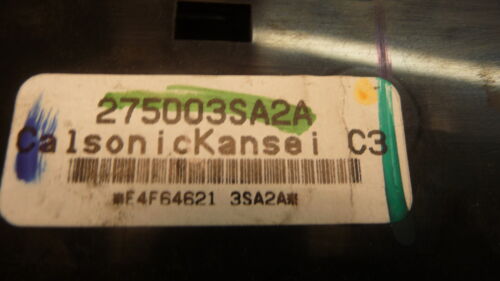 275003SA2A
CalsonicKansei C3
*E4F64621 3SA2A*